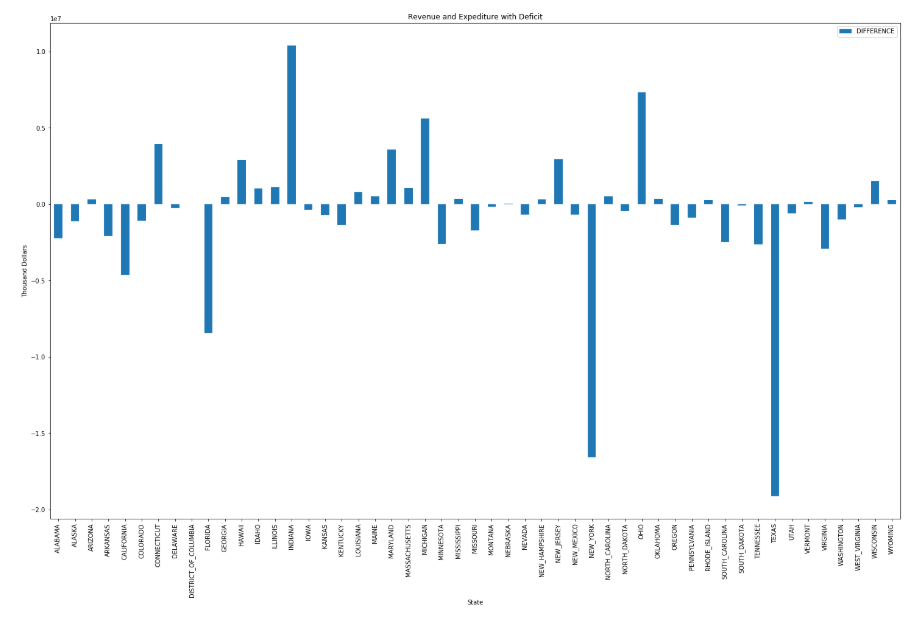 Revenue and Expediture with Deficit
1e7
DIFFERENCE
1.0
0.5
0.0
−0.5
−1.0
−1.5
−2.0
Thousand Dollars
ALABAMA
ALASKA
ARIZONA
ARKANSAS
CALIFORNIA
COLORADO
CONNECTICUT
DELAWARE
DISTRICT_OF_COLUMBIA
FLORIDA
GEORGIA
HAWAII
IDAHO
ILLINOIS
INDIANA
IOWA
KANSAS
KENTUCKY
LOUISIANA
MAINE
MARYLAND
MASSACHUSETTS
MICHIGAN
MINNESOTA
MISSISSIPPI
MISSOURI
MONTANA
NEBRASKA
NEVADA
NEW_HAMPSHIRE
NEW_JERSEY
NEW_MEXICO
NEW_YORK
NORTH_CAROLINA
NORTH_DAKOTA
OHIO
OKLAHOMA
OREGON
PENNSYLVANIA
RHODE_ISLAND
SOUTH_CAROLINA
SOUTH_DAKOTA
TENNESSEE
TEXAS
UTAH
VERMONT
VIRGINIA
WASHINGTON
WEST_VIRGINIA
WISCONSIN
WYOMING
State